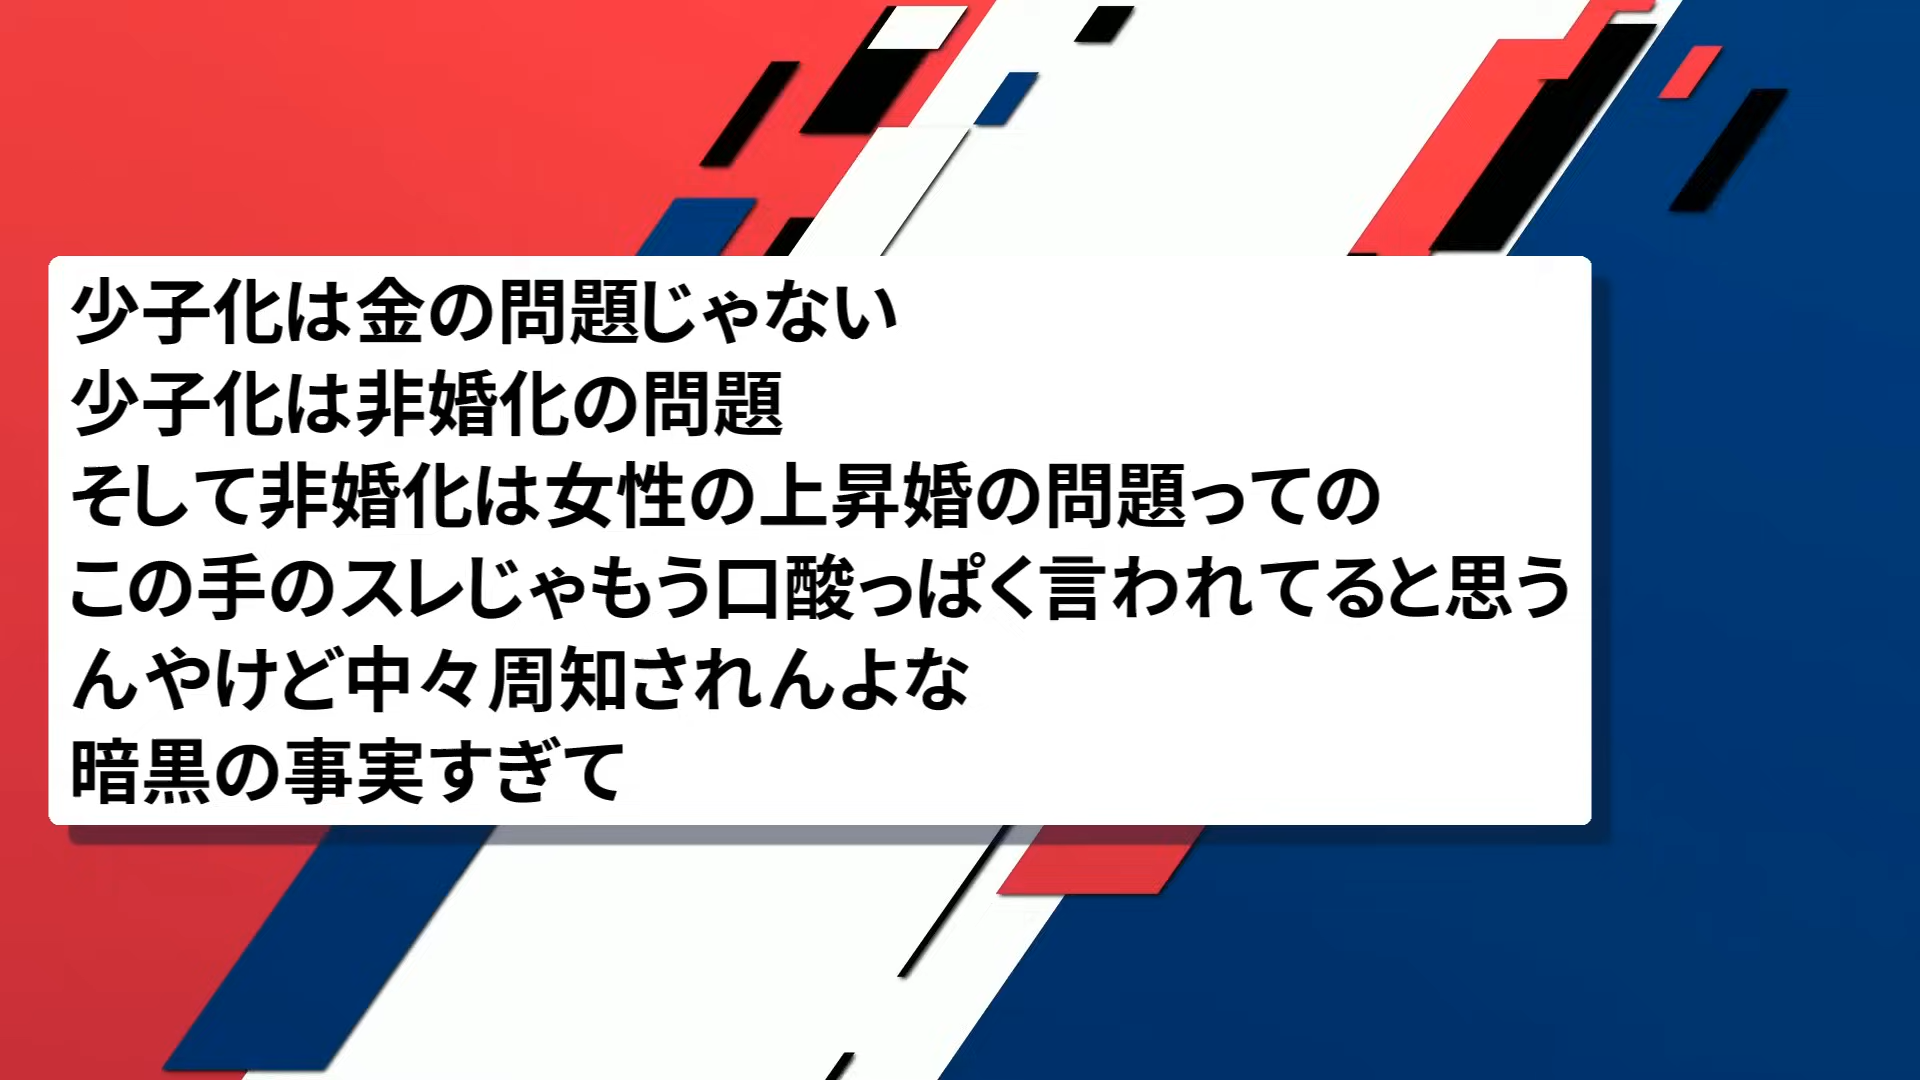 少子化は金の問題じゃない
少子化は非婚化の問題
そして非婚化は女性の上昇婚の問題っての
この手のスレじゃもう口酸っぱく言われてると思う
んやけど中々周知されんよな
暗黒の事実すぎて